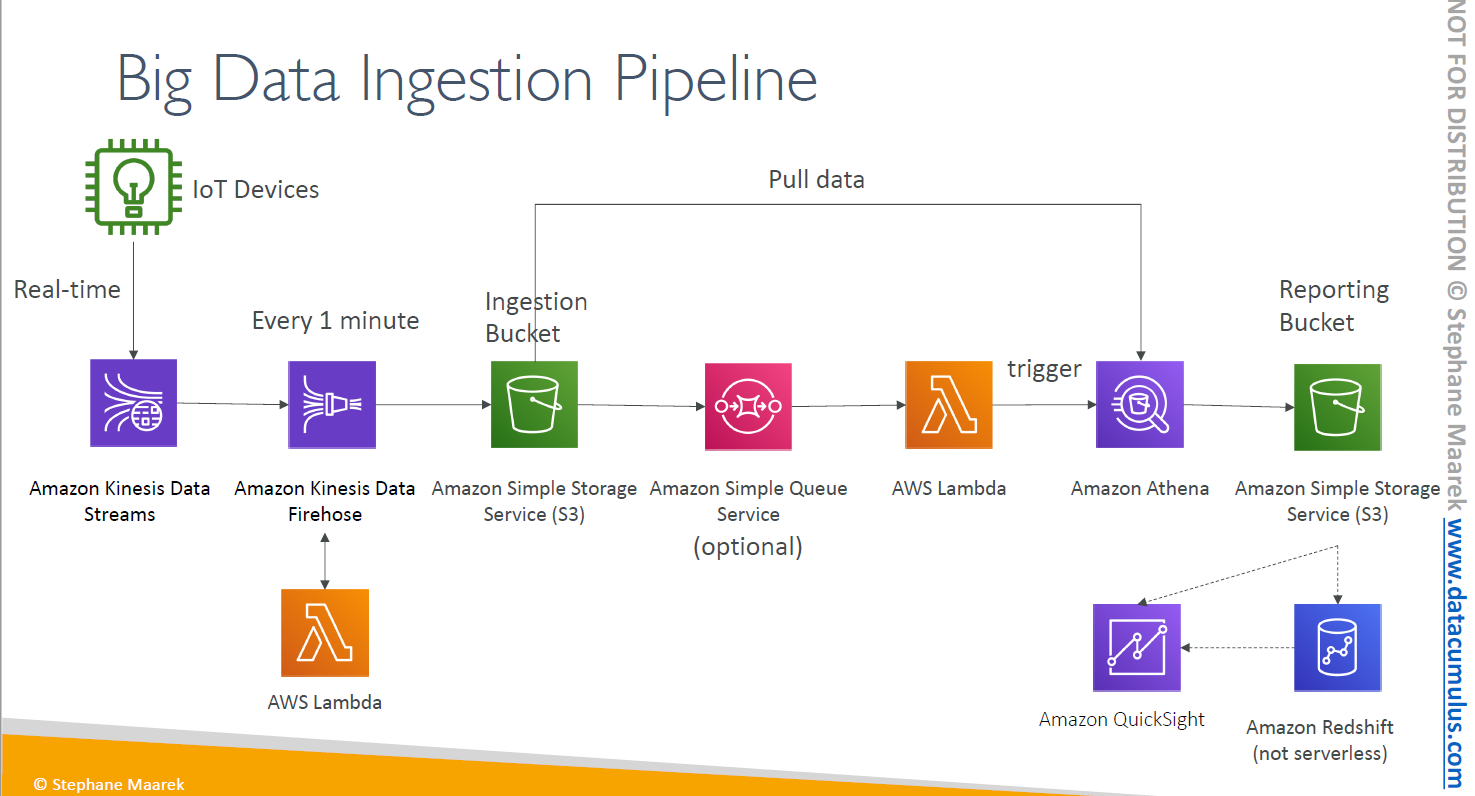 Big Data Ingestion Pipeline
IoT Devices
Pull data
Real-time
Every 1 minute
Ingestion
Bucket
Reporting
Bucket
trigger
Amazon Kinesis Data
Streams
Amazon Kinesis Data
Firehose
Amazon Simple Storage
Service (S3)
Amazon Simple Queue
Service
(optional)
AWS Lambda
Amazon Athena
Amazon Simple Storage
Service (S3)
AWS Lambda
Amazon QuickSight
Amazon Redshift
(not serverless)
© Stephane Maarek
NOT FOR DISTRIBUTION © Stephane Maarek www.datacumulus.com